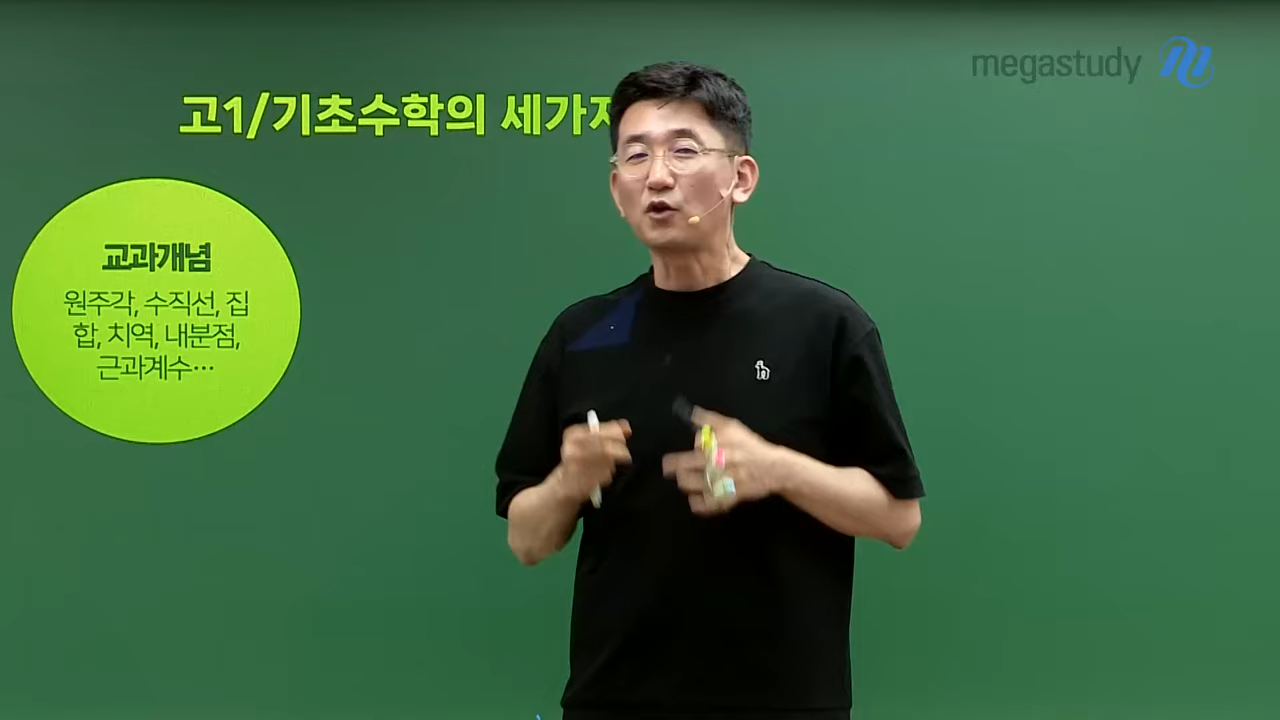 megastudy
고1/기초수학의 세가지
교과개념
원주각, 수직선, 집
합, 치역, 내분점,
근과계수…